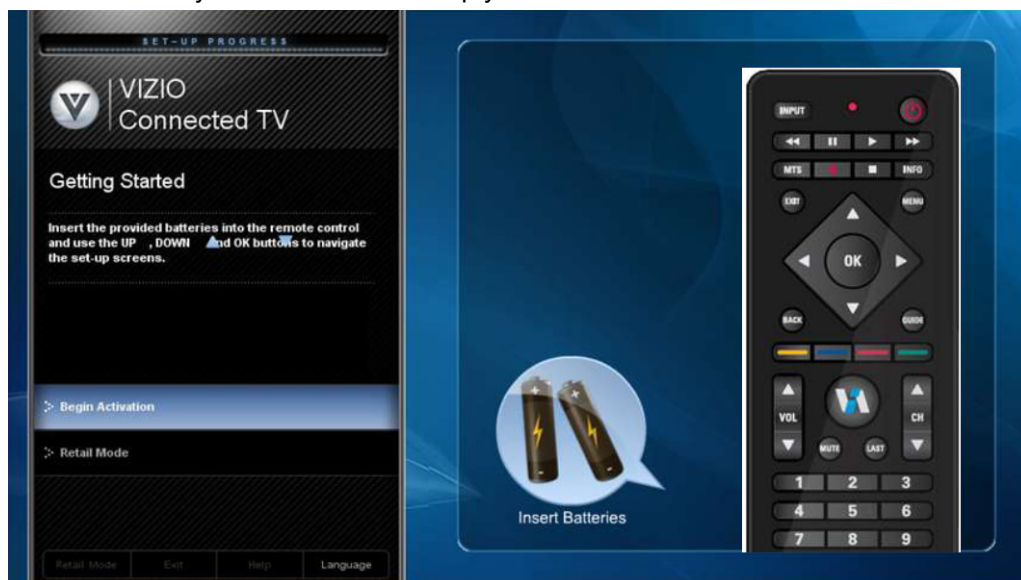 SET-UP PROGRESS
VIZIO
Connected TV
Getting Started
Insert the provided batteries into the remote control
and use the UP , DOWN and OK buttons to navigate
the set-up screens.
> Begin Activation
> Retail Mode
Retail Mode Exit Help Language
Insert Batteries
INPUT
MTS INFO
EXIT MENU
OK
BACK GUIDE
VOL CH
MUTE LAST
1 2 3
4 5 6
7 8 9